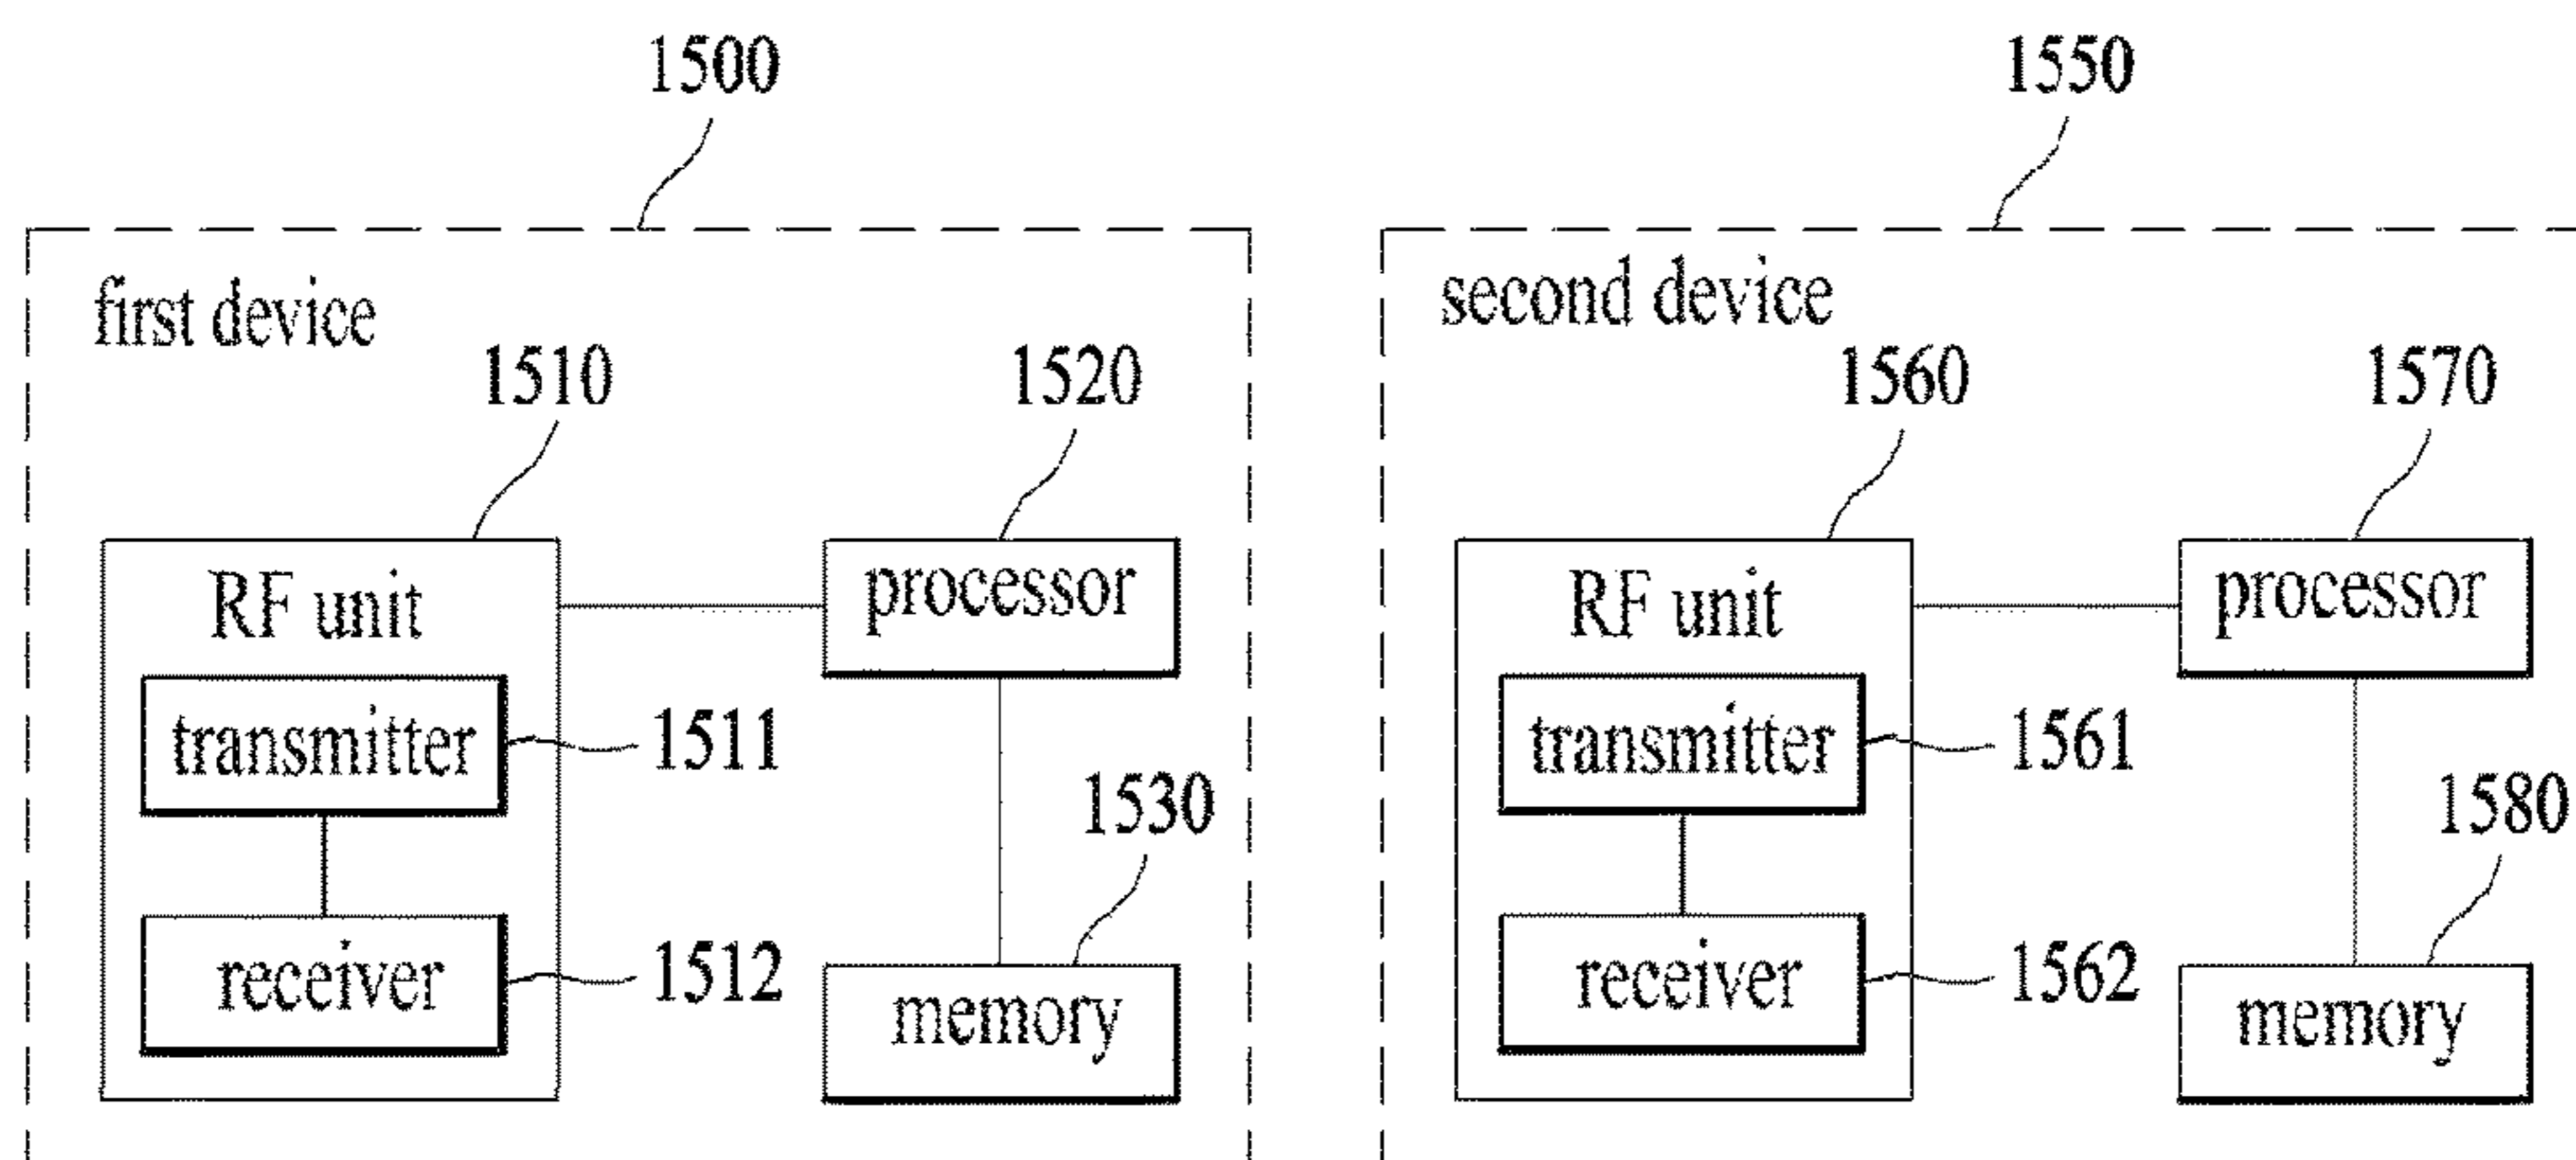 1500 1550
first device second device
1510 1520 1560 1570
RF unit processor RF unit processor
transmitter 1511 transmitter 1561
1530 1580
receiver 1512 receiver 1562
memory memory